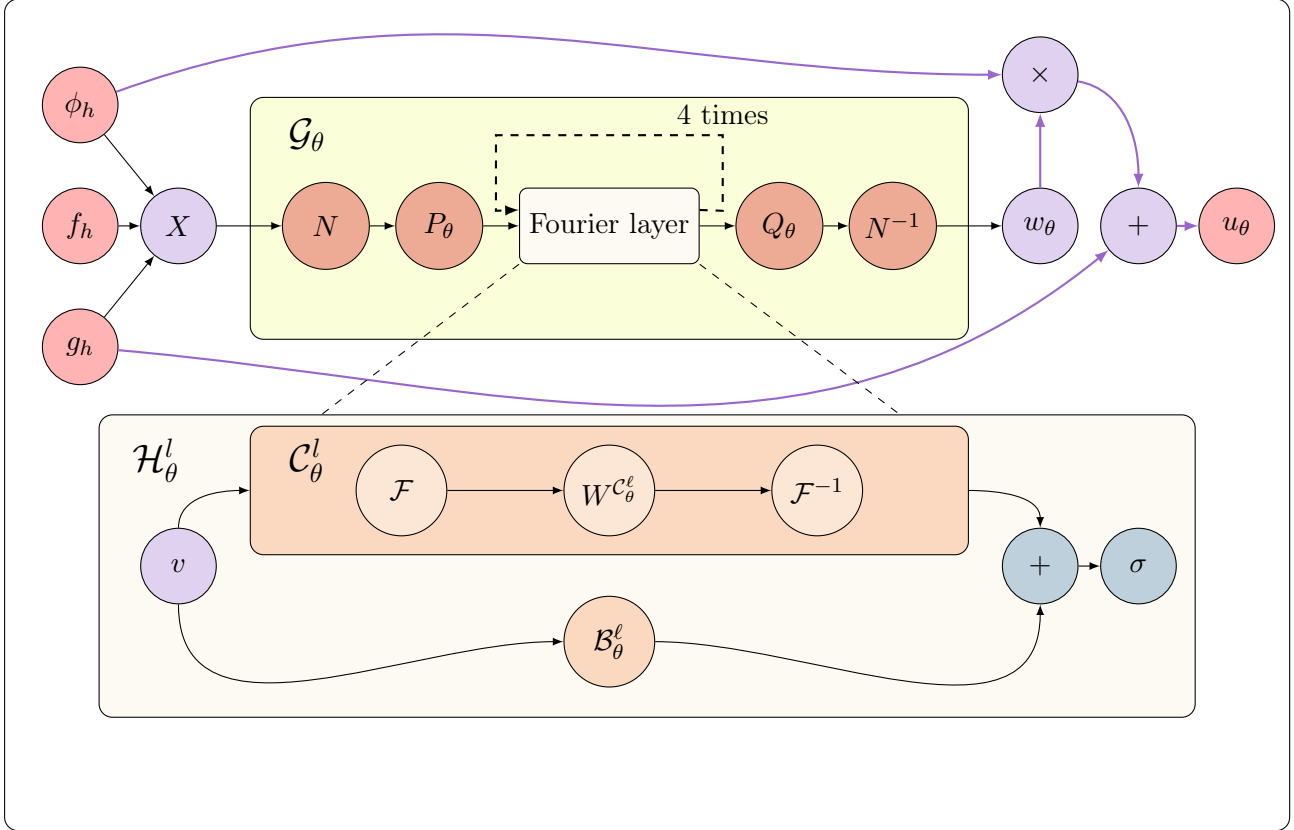 4 times
×
ϕ_h
𝒢_θ
f_h
X
N
P_θ
Fourier layer
Q_θ
N^{-1}
w_θ
+
u_θ
g_h
ℋ_θ^l
𝒞_θ^l
ℱ
W^{𝒞_θ^ℓ}
ℱ^{-1}
v
+
σ
ℬ_θ^ℓ